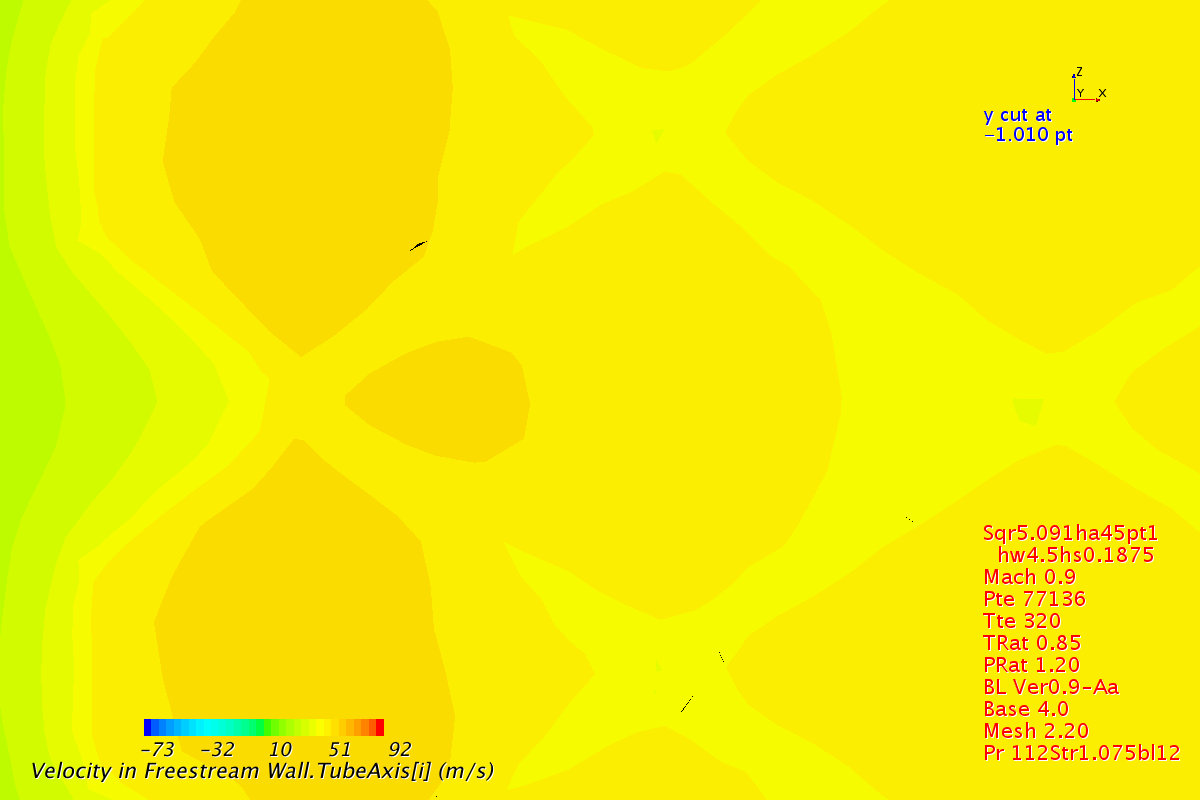 Z
Y X
y cut at
-1.010 pt
Sqr5.091ha45pt1
hw4.5hs0.1875
Mach 0.9
Pte 77136
Tte 320
TRat 0.85
PRat 1.20
BL Ver0.9-Aa
Base 4.0
Mesh 2.20
Pr 112Str1.075bl12
-73 -32 10 51 92
Velocity in Freestream Wall.TubeAxis[i] (m/s)